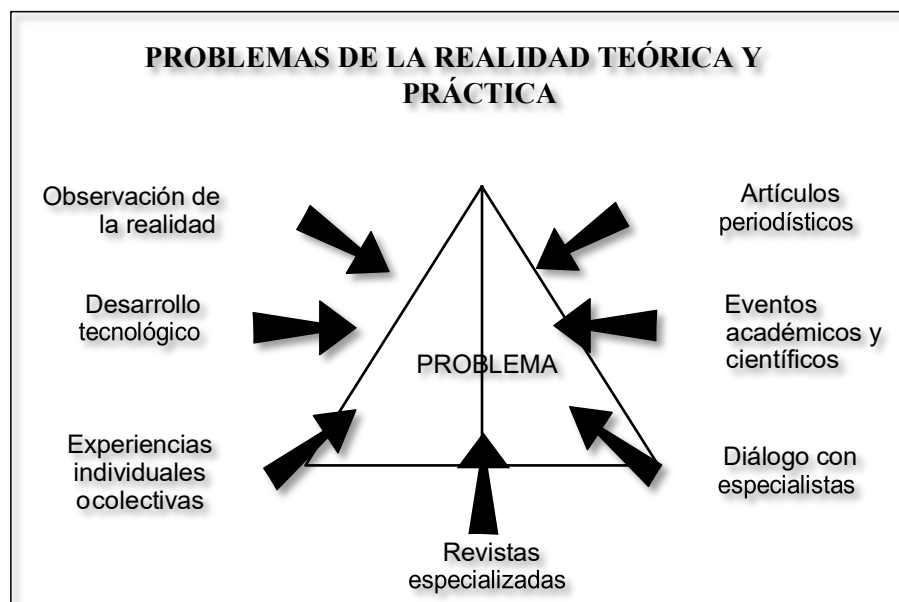 PROBLEMAS DE LA REALIDAD TEÓRICA Y
PRÁCTICA
Observación de
la realidad
Artículos
periodísticos
Desarrollo
tecnológico
Eventos
académicos y
científicos
PROBLEMA
Experiencias
individuales
ocolectivas
Diálogo con
especialistas
Revistas
especializadas